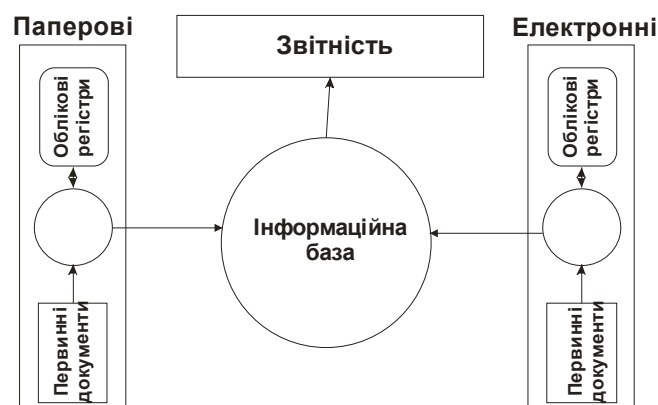 Паперові
Звітність
Електронні
Облікові
регістри
Облікові
регістри
Інформаційна
база
Первинні
документи
Первинні
документи